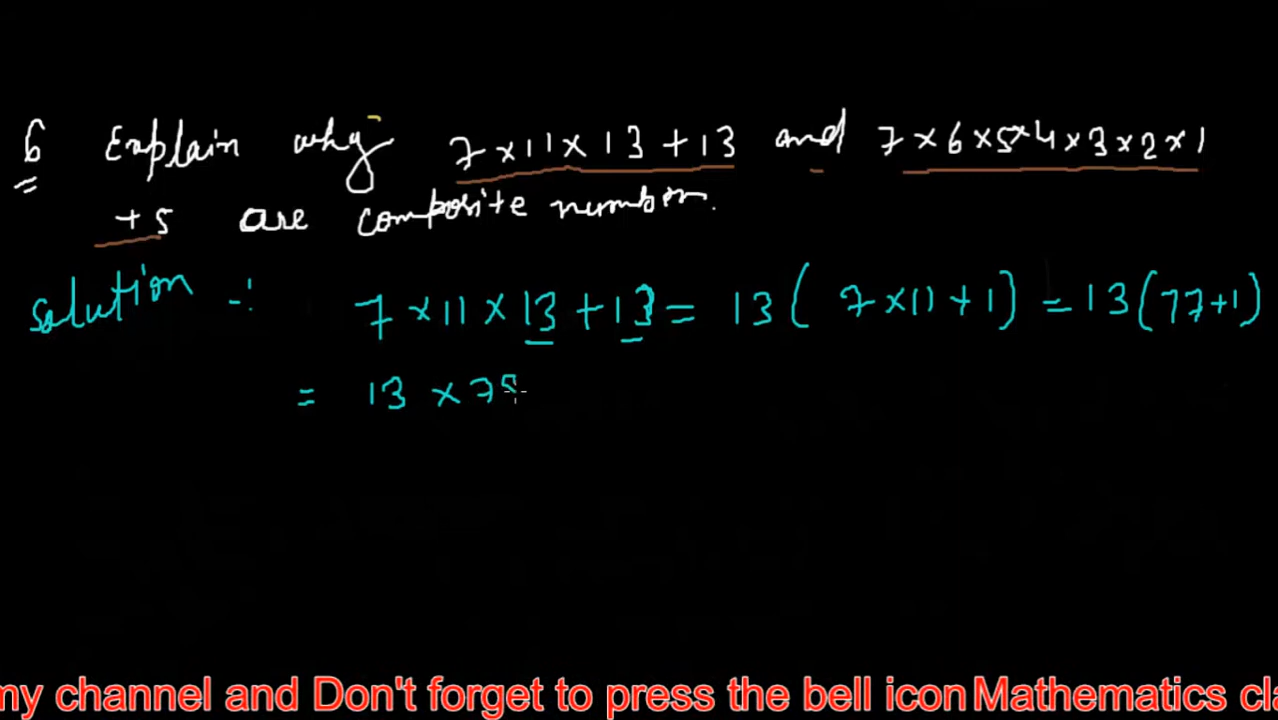 6 Explain why 7×11×13+13 and 7×6×5×4×3×2×1
+5 are composite number.
Solution :- 7×11×13+13 = 13(7×11+1) = 13(77+1)
= 13×78
my channel and Don't forget to press the bell icon Mathematics cla